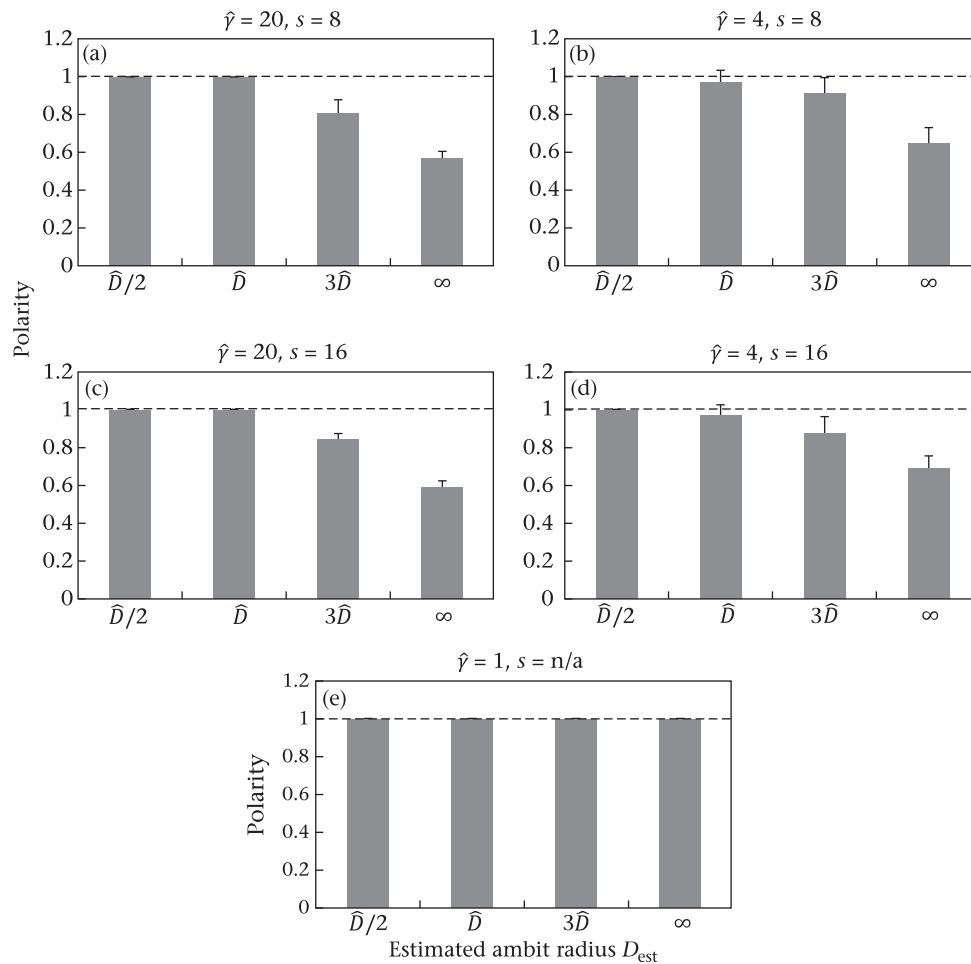 γ̂ = 20, s = 8
(a)
1.2
1
0.8
0.6
0.4
0.2
0
D̂/2 D̂ 3D̂ ∞
γ̂ = 4, s = 8
(b)
1.2
1
0.8
0.6
0.4
0.2
0
D̂/2 D̂ 3D̂ ∞
Polarity
γ̂ = 20, s = 16
(c)
1.2
1
0.8
0.6
0.4
0.2
0
D̂/2 D̂ 3D̂ ∞
γ̂ = 4, s = 16
(d)
1.2
1
0.8
0.6
0.4
0.2
0
D̂/2 D̂ 3D̂ ∞
γ̂ = 1, s = n/a
(e)
1.2
1
0.8
0.6
0.4
0.2
0
Polarity
D̂/2 D̂ 3D̂ ∞
Estimated ambit radius Dest